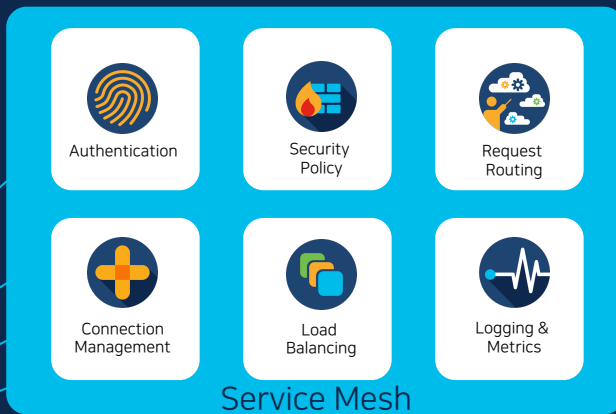 Authentication
Security
Policy
Request
Routing
Connection
Management
Load
Balancing
Logging &
Metrics
Service Mesh